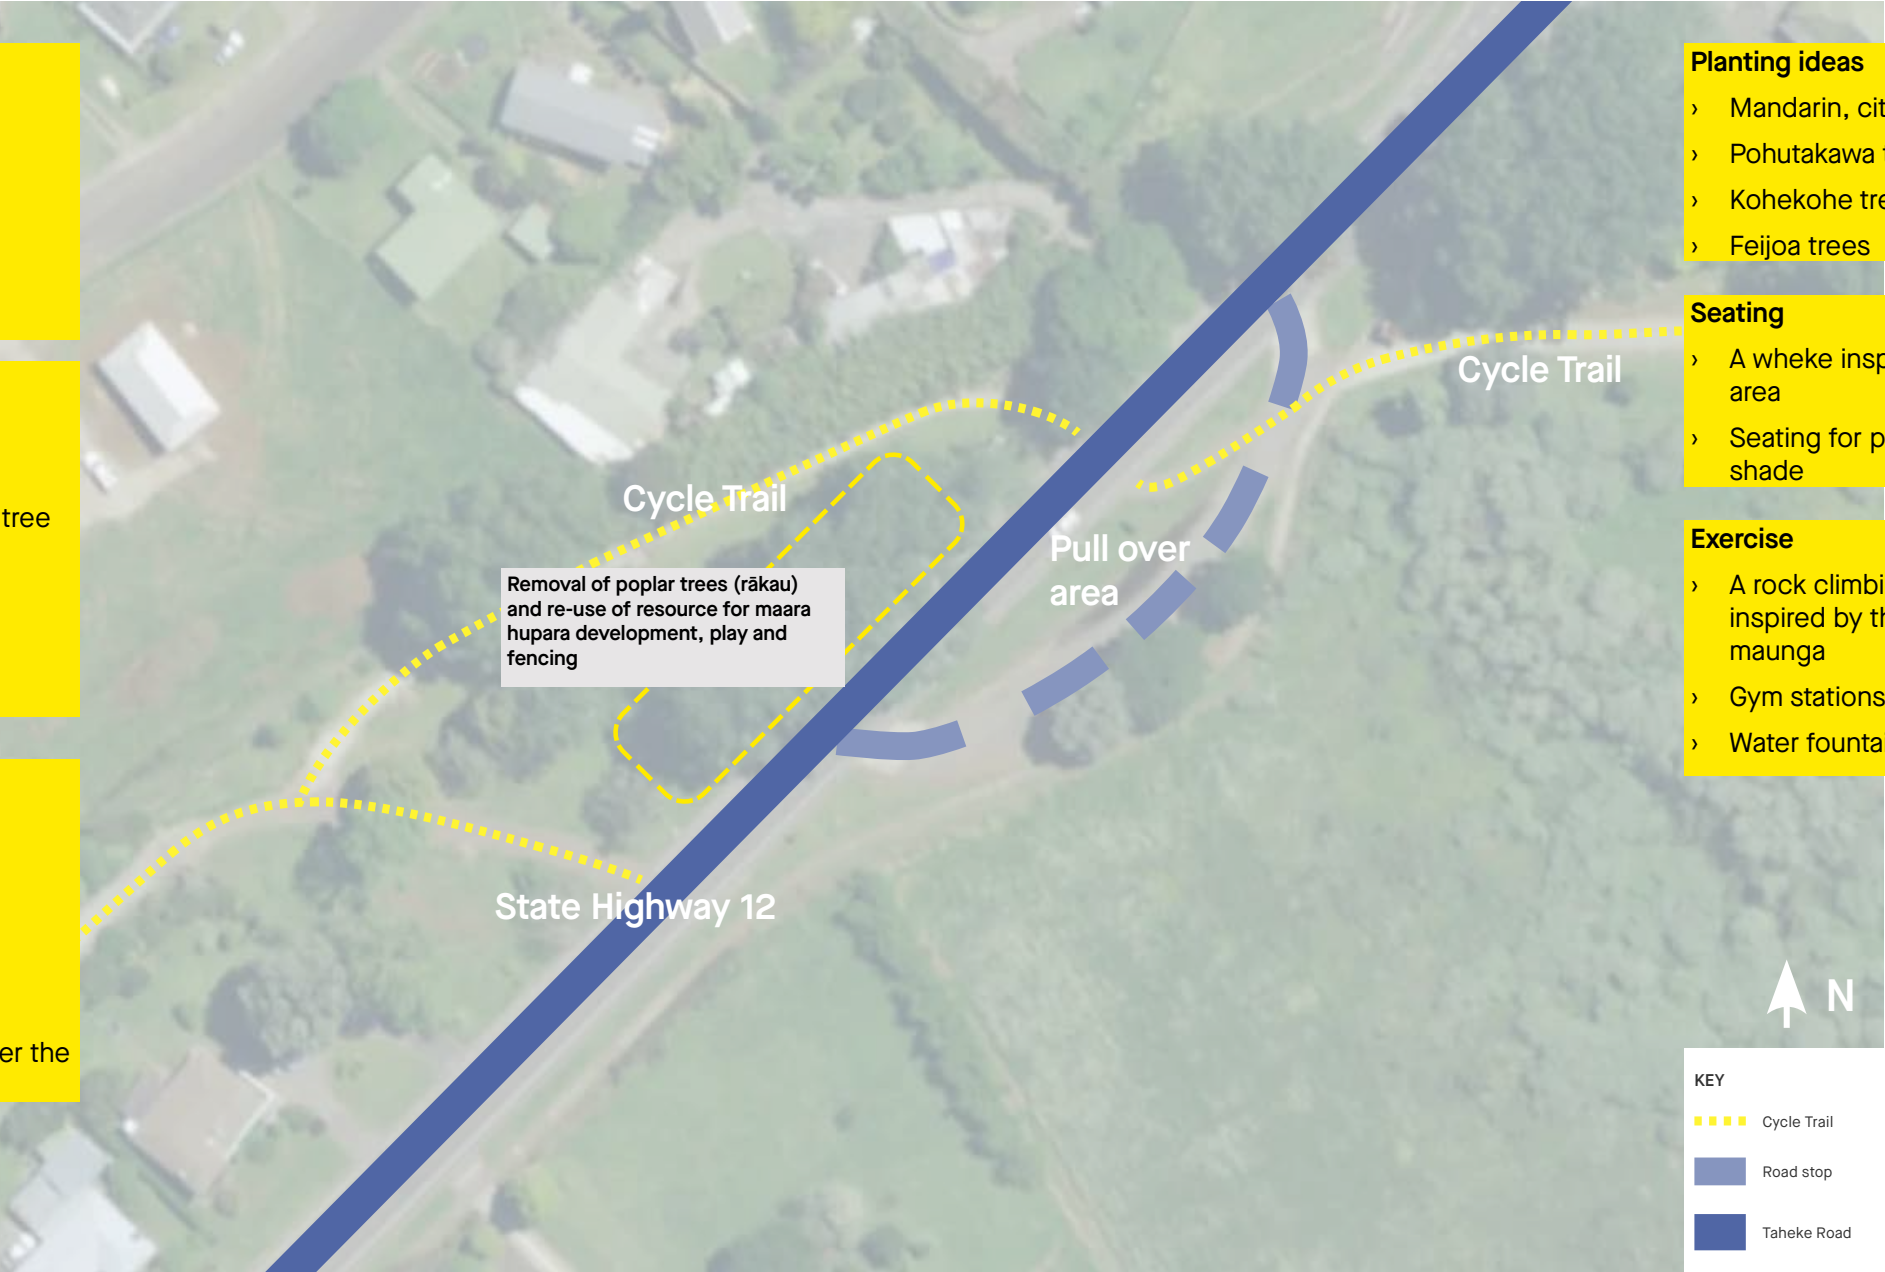 tree
er the
Cycle Trail
Removal of poplar trees (rākau)
and re-use of resource for maara
hupara development, play and
fencing
State Highway 12
Pull over
area
Cycle Trail
Planting ideas
› Mandarin, cit
› Pohutakawa
› Kohekohe tre
› Feijoa trees
Seating
› A wheke insp
area
› Seating for p
shade
Exercise
› A rock climbi
inspired by th
maunga
› Gym stations
› Water founta
N
KEY
Cycle Trail
Road stop
Taheke Road